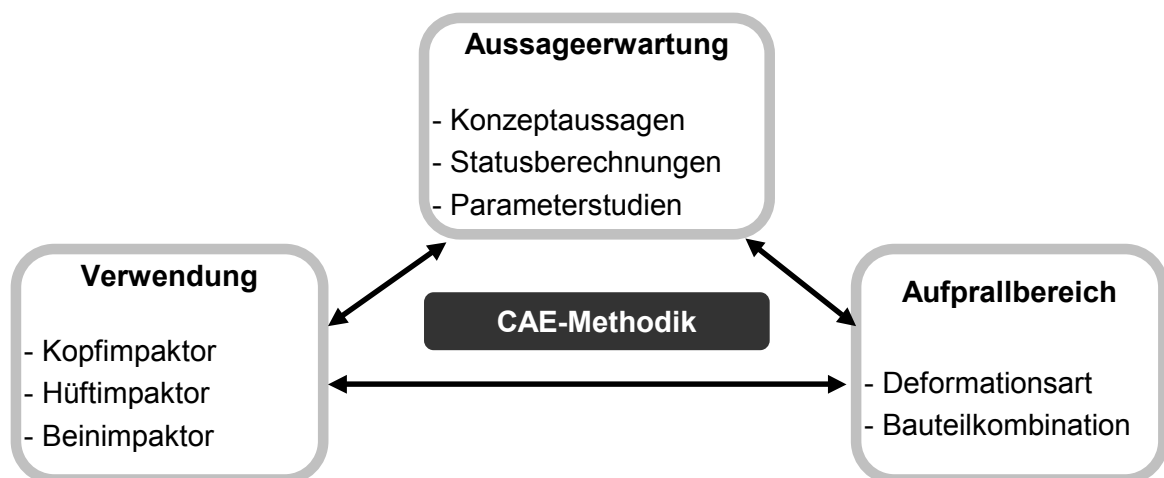 Aussageerwartung
- Konzeptaussagen
- Statusberechnungen
- Parameterstudien
Verwendung
- Kopfimpaktor
- Hüftimpaktor
- Beinimpaktor
CAE-Methodik
Aufprallbereich
- Deformationsart
- Bauteilkombination